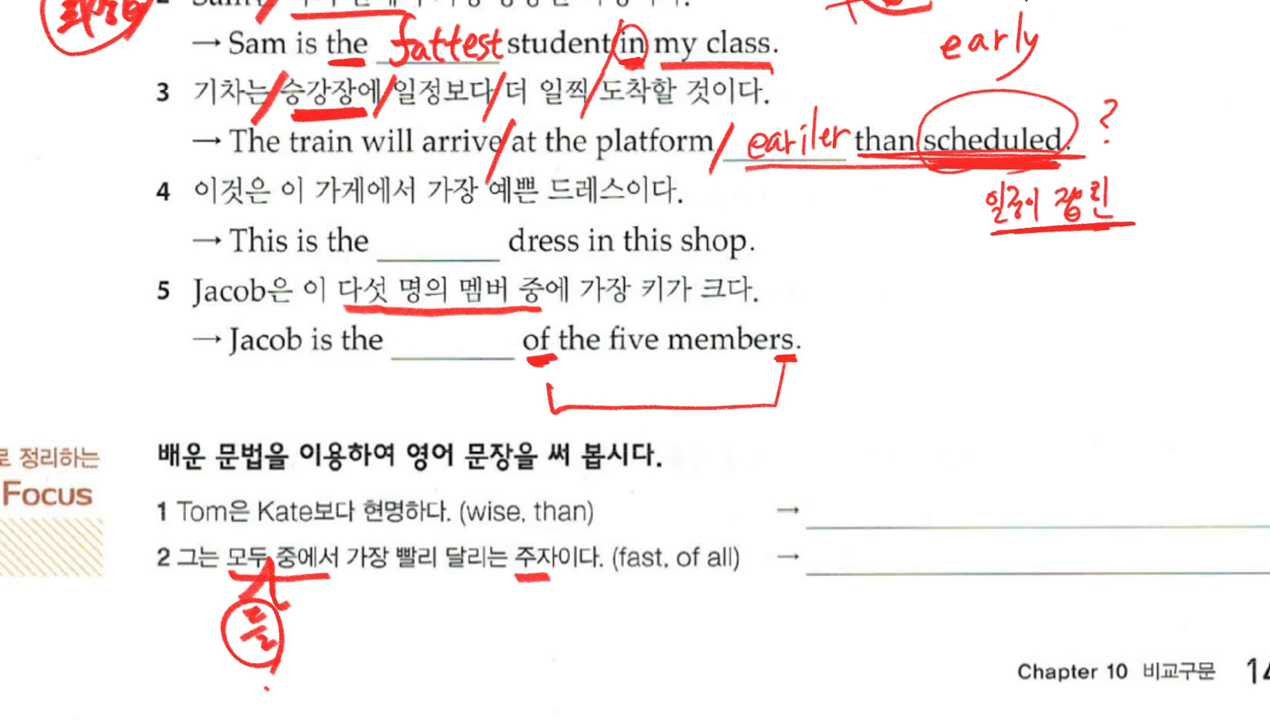 → Sam is the fattest student in my class.
early
3 기차는 승강장에 일정보다 더 일찍 도착할 것이다.
→ The train will arrive at the platform eariler than scheduled. ?
4 이것은 이 가게에서 가장 예쁜 드레스이다.
일정이 잡힌
→ This is the ______ dress in this shop.
5 Jacob은 이 다섯 명의 멤버 중에 가장 키가 크다.
→ Jacob is the ______ of the five members.
로 정리하는
Focus
배운 문법을 이용하여 영어 문장을 써 봅시다.
1 Tom은 Kate보다 현명하다. (wise, than) →
2 그는 모두 중에서 가장 빨리 달리는 주자이다. (fast, of all) →
들
Chapter 10 비교구문 14